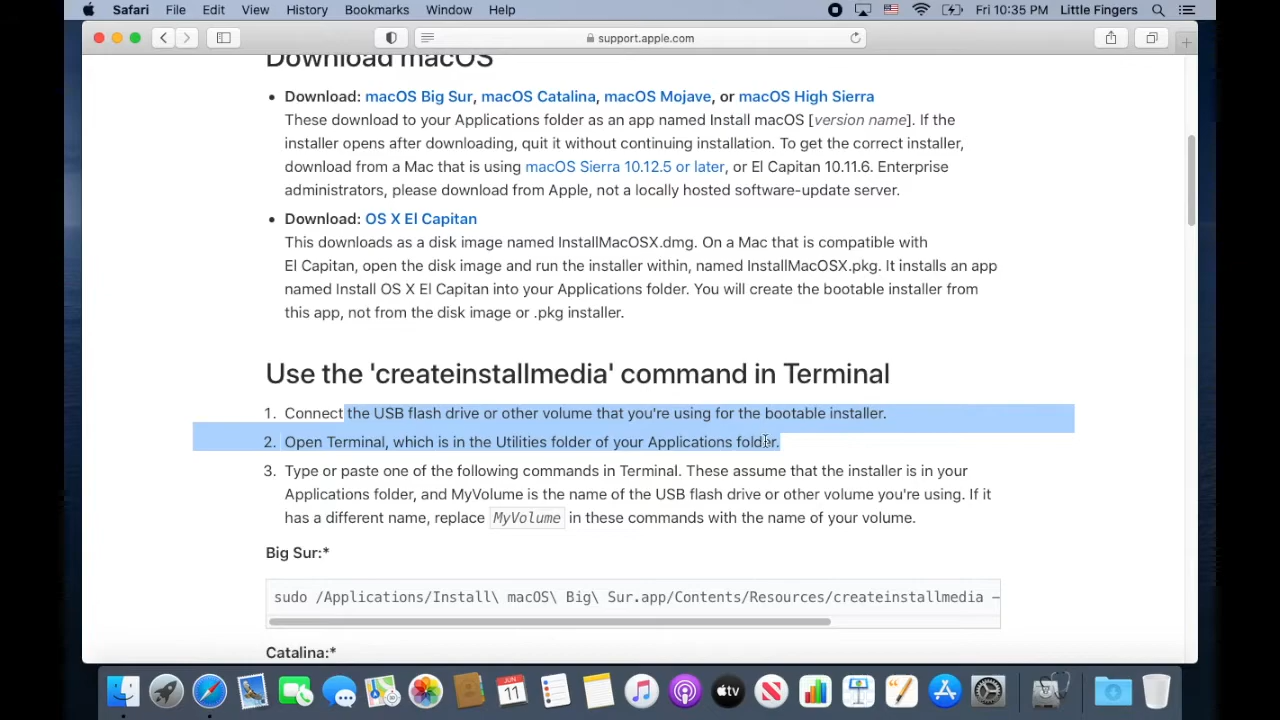 Safari File Edit View History Bookmarks Window Help Fri 10:35 PM Little Fingers
support.apple.com
Download macOS
• Download: macOS Big Sur, macOS Catalina, macOS Mojave, or macOS High Sierra
These download to your Applications folder as an app named Install macOS [version name]. If the
installer opens after downloading, quit it without continuing installation. To get the correct installer,
download from a Mac that is using macOS Sierra 10.12.5 or later, or El Capitan 10.11.6. Enterprise
administrators, please download from Apple, not a locally hosted software-update server.
• Download: OS X El Capitan
This downloads as a disk image named InstallMacOSX.dmg. On a Mac that is compatible with
El Capitan, open the disk image and run the installer within, named InstallMacOSX.pkg. It installs an app
named Install OS X El Capitan into your Applications folder. You will create the bootable installer from
this app, not from the disk image or .pkg installer.
Use the 'createinstallmedia' command in Terminal
1. Connect the USB flash drive or other volume that you're using for the bootable installer.
2. Open Terminal, which is in the Utilities folder of your Applications folder.
3. Type or paste one of the following commands in Terminal. These assume that the installer is in your
Applications folder, and MyVolume is the name of the USB flash drive or other volume you're using. If it
has a different name, replace MyVolume in these commands with the name of your volume.
Big Sur:*
sudo /Applications/Install\ macOS\ Big\ Sur.app/Contents/Resources/createinstallmedia –
Catalina:*
JUN
11
tv